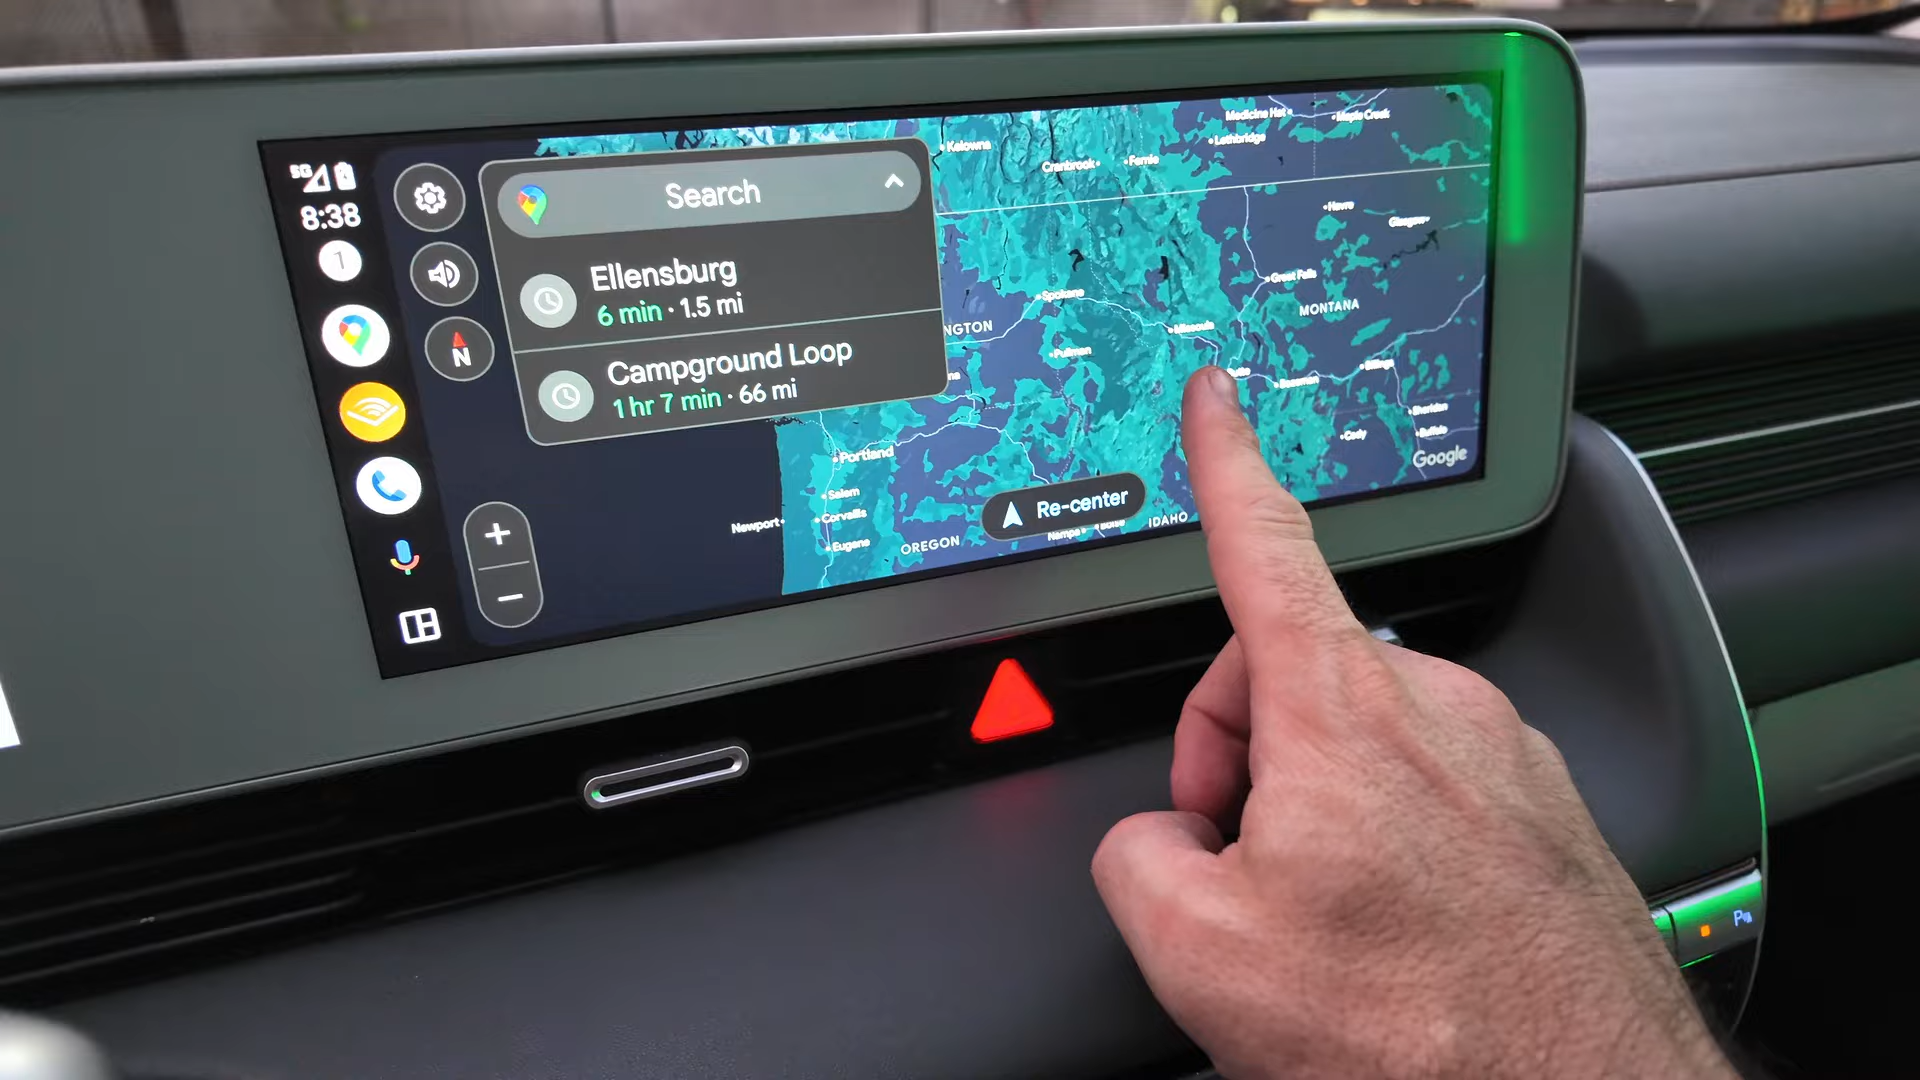 5G
8:38
1
N
Search
Ellensburg
6 min · 1.5 mi
Campground Loop
1 hr 7 min · 66 mi
+
−
Kelowna
Cranbrook
Fernie
Medicine Hat
Maple Creek
Lethbridge
Havre
Glasgow
Great Falls
MONTANA
Spokane
NGTON
Missoula
Pullman
na
Butte
Bozeman
Billings
Sheridan
Buffalo
Cody
Google
Portland
Salem
Newport
Corvallis
Eugene
OREGON
Re-center
Nampa
Boise
IDAHO
P